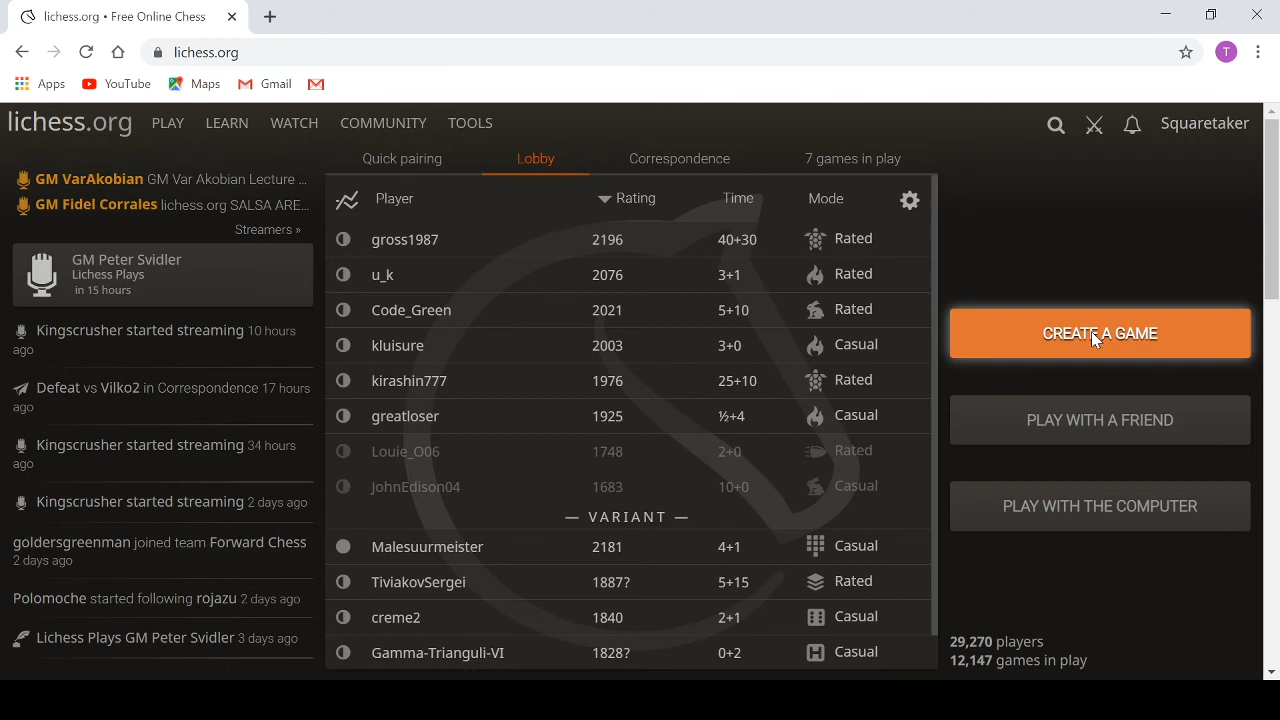 lichess.org • Free Online Chess
lichess.org
T
Apps YouTube Maps Gmail
lichess.org PLAY LEARN WATCH COMMUNITY TOOLS Squaretaker
GM VarAkobian GM Var Akobian Lecture ...
GM Fidel Corrales lichess.org SALSA ARE...
Streamers »
GM Peter Svidler
Lichess Plays
in 15 hours
Kingscrusher started streaming 10 hours
ago
Defeat vs Vilko2 in Correspondence 17 hours
ago
Kingscrusher started streaming 34 hours
ago
Kingscrusher started streaming 2 days ago
goldersgreenman joined team Forward Chess
2 days ago
Polomoche started following rojazu 2 days ago
Lichess Plays GM Peter Svidler 3 days ago
Quick pairing Lobby Correspondence 7 games in play
Player Rating Time Mode
gross1987 2196 40+30 Rated
u_k 2076 3+1 Rated
Code_Green 2021 5+10 Rated
kluisure 2003 3+0 Casual
kirashin777 1976 25+10 Rated
greatloser 1925 ½+4 Casual
Louie_O06 1748 2+0 Rated
JohnEdison04 1683 10+0 Casual
— VARIANT —
Malesuurmeister 2181 4+1 Casual
TiviakovSergei 1887? 5+15 Rated
creme2 1840 2+1 Casual
Gamma-Trianguli-VI 1828? 0+2 Casual
CREATE A GAME
PLAY WITH A FRIEND
PLAY WITH THE COMPUTER
29,270 players
12,147 games in play